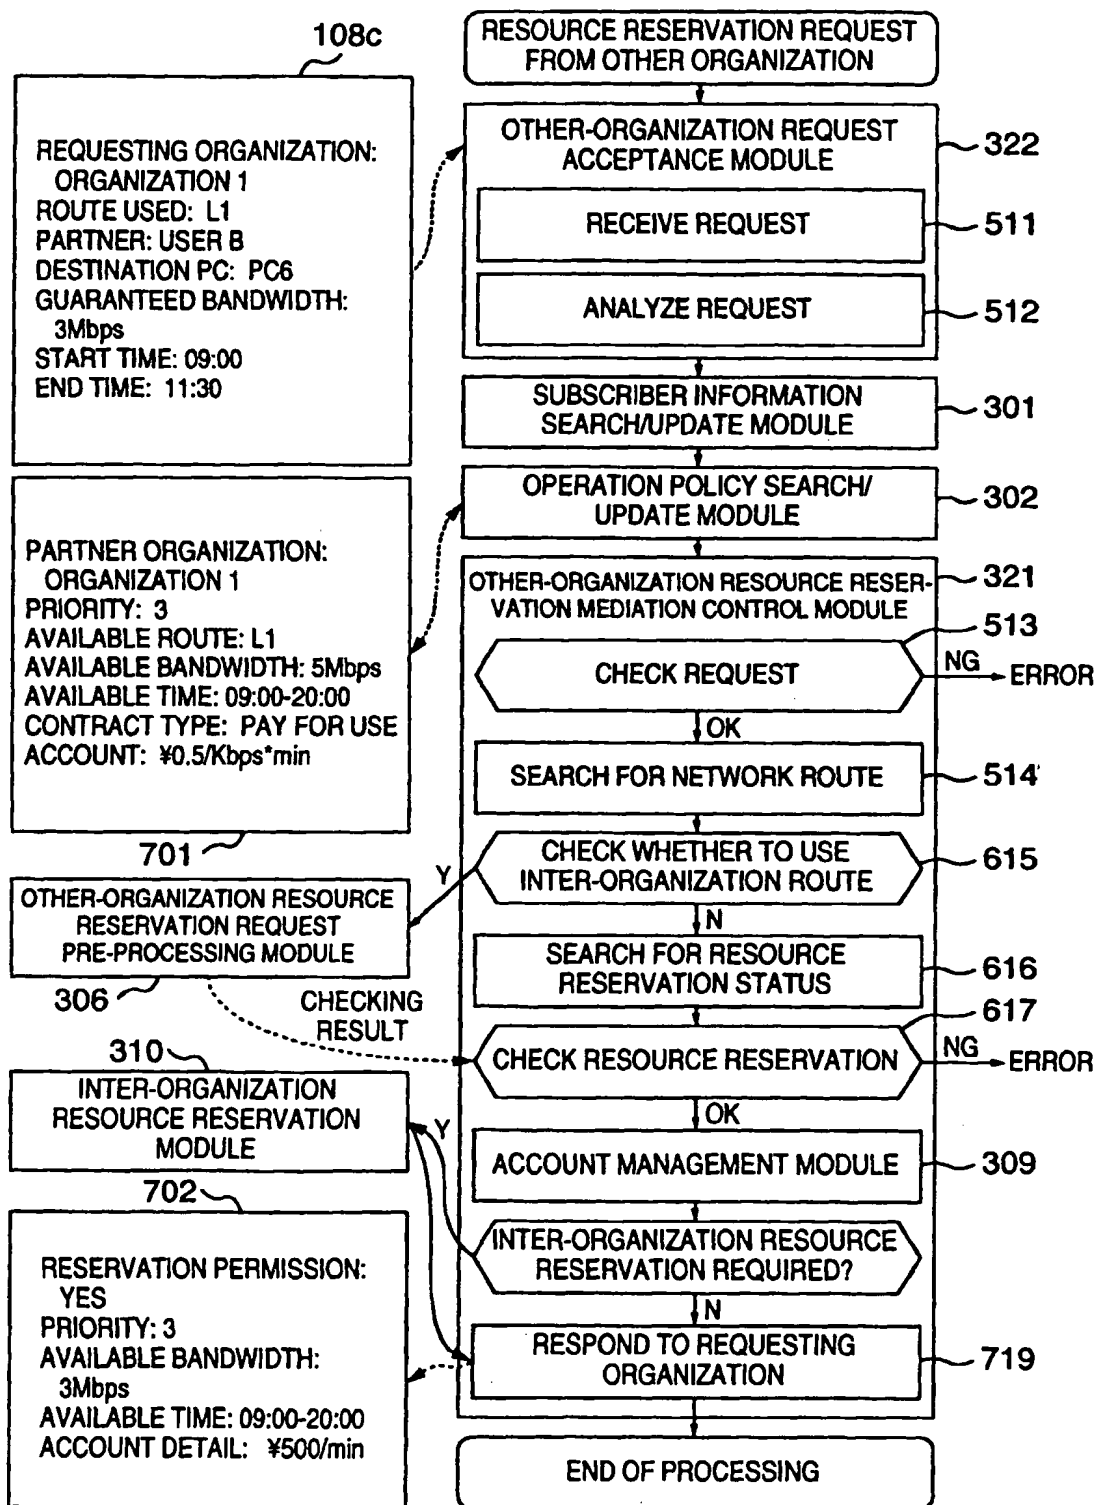 RESOURCE RESERVATION REQUEST
FROM OTHER ORGANIZATION
108c
REQUESTING ORGANIZATION:
ORGANIZATION 1
ROUTE USED: L1
PARTNER: USER B
DESTINATION PC: PC6
GUARANTEED BANDWIDTH:
3Mbps
START TIME: 09:00
END TIME: 11:30
OTHER-ORGANIZATION REQUEST
ACCEPTANCE MODULE
322
RECEIVE REQUEST
511
ANALYZE REQUEST
512
SUBSCRIBER INFORMATION
SEARCH/UPDATE MODULE
301
OPERATION POLICY SEARCH/
UPDATE MODULE
302
PARTNER ORGANIZATION:
ORGANIZATION 1
PRIORITY: 3
AVAILABLE ROUTE: L1
AVAILABLE BANDWIDTH: 5Mbps
AVAILABLE TIME: 09:00-20:00
CONTRACT TYPE: PAY FOR USE
ACCOUNT: ¥0.5/Kbps*min
701
OTHER-ORGANIZATION RESOURCE RESER-
VATION MEDIATION CONTROL MODULE
321
CHECK REQUEST
513
NG
ERROR
OK
SEARCH FOR NETWORK ROUTE
514
CHECK WHETHER TO USE
INTER-ORGANIZATION ROUTE
615
Y
N
OTHER-ORGANIZATION RESOURCE
RESERVATION REQUEST
PRE-PROCESSING MODULE
306
CHECKING
RESULT
SEARCH FOR RESOURCE
RESERVATION STATUS
616
CHECK RESOURCE RESERVATION
617
NG
ERROR
OK
310
INTER-ORGANIZATION
RESOURCE RESERVATION
MODULE
Y
ACCOUNT MANAGEMENT MODULE
309
INTER-ORGANIZATION RESOURCE
RESERVATION REQUIRED?
N
702
RESERVATION PERMISSION:
YES
PRIORITY: 3
AVAILABLE BANDWIDTH:
3Mbps
AVAILABLE TIME: 09:00-20:00
ACCOUNT DETAIL: ¥500/min
RESPOND TO REQUESTING
ORGANIZATION
719
END OF PROCESSING